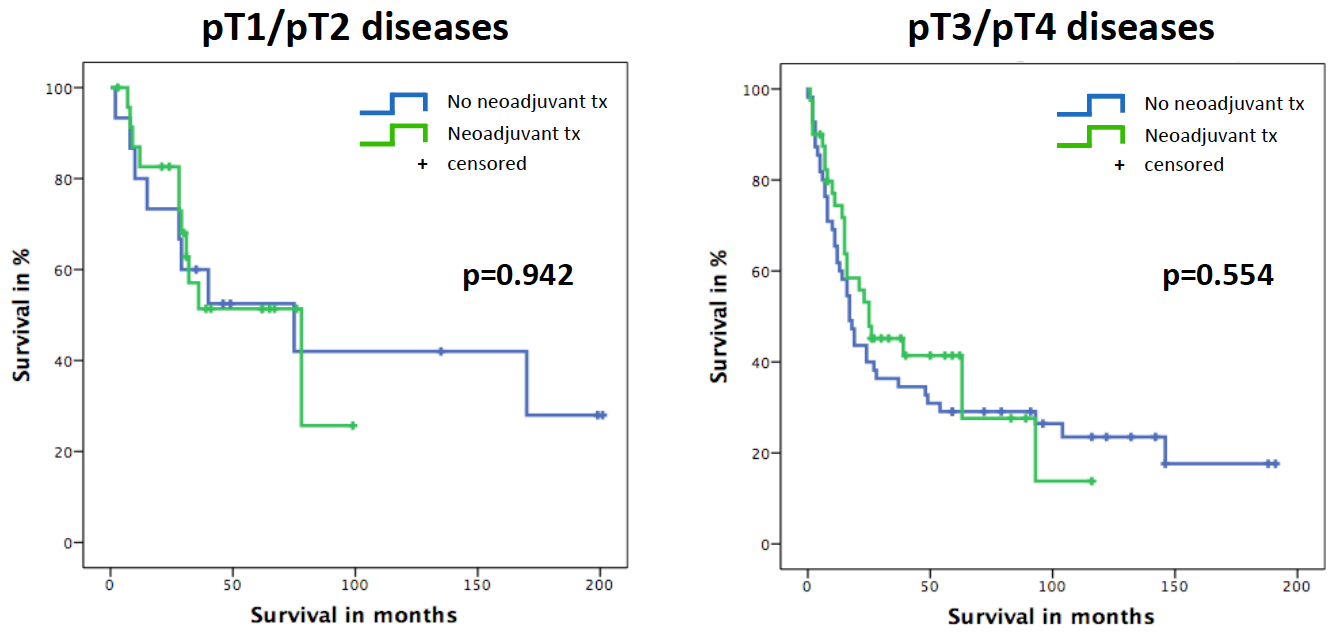 pT1/pT2 diseases
No neoadjuvant tx
Neoadjuvant tx
+ censored
p=0.942
Survival in %
100
80
60
40
20
0
0 50 100 150 200
Survival in months
pT3/pT4 diseases
No neoadjuvant tx
Neoadjuvant tx
+ censored
p=0.554
Survival in %
100
80
60
40
20
0
0 50 100 150 200
Survival in months